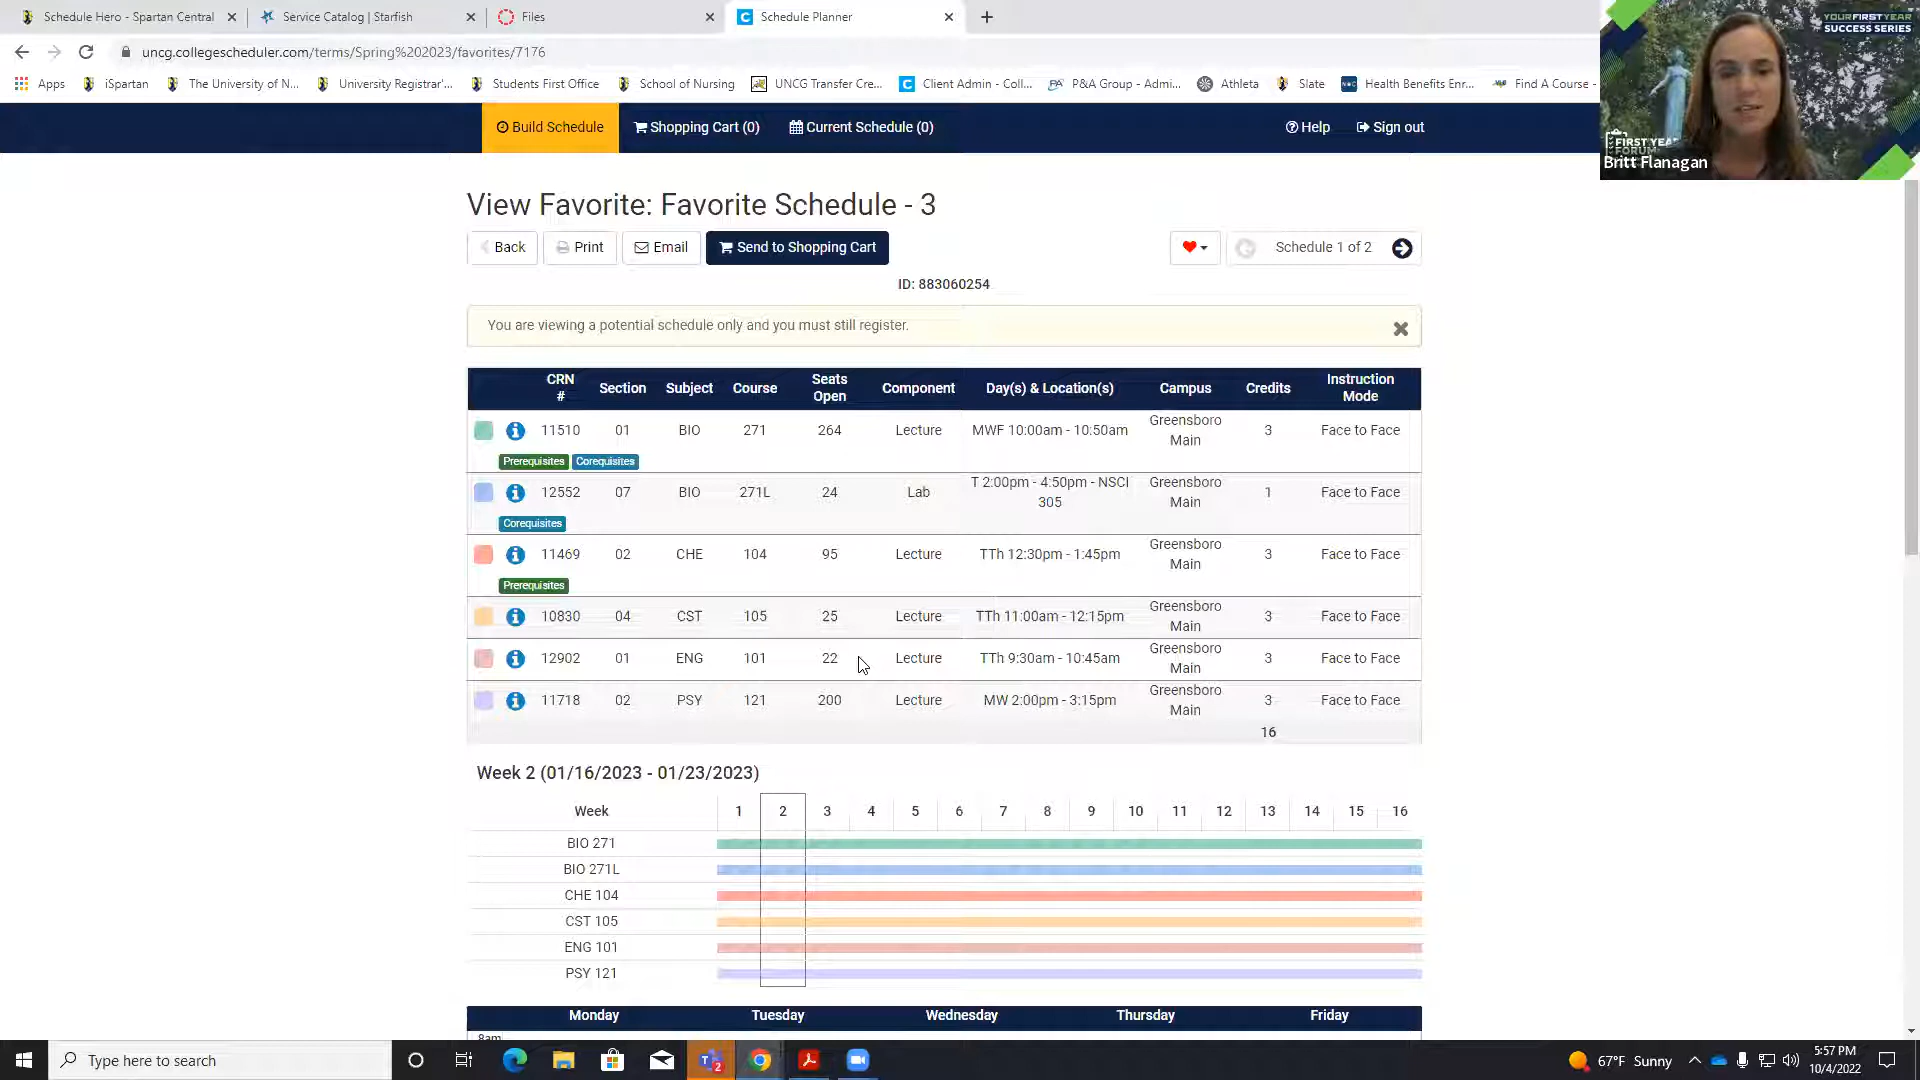 Schedule Hero - Spartan Central
Service Catalog | Starfish
Files
Schedule Planner
uncg.collegescheduler.com/terms/Spring%202023/favorites/7176
Apps iSpartan The University of N... University Registrar'... Students First Office School of Nursing UNCG Transfer Cre... Client Admin - Coll... P&A Group - Admi... Athleta Slate Health Benefits Enr... Find A Course -
YOUR FIRST YEAR
SUCCESS SERIES
FIRST YEAR
FORUM
Britt Flanagan
Build Schedule Shopping Cart (0) Current Schedule (0) Help Sign out
View Favorite: Favorite Schedule - 3
Back Print Email Send to Shopping Cart Schedule 1 of 2
ID: 883060254
You are viewing a potential schedule only and you must still register.
CRN # Section Subject Course Seats Open Component Day(s) & Location(s) Campus Credits Instruction Mode
11510 01 BIO 271 264 Lecture MWF 10:00am - 10:50am Greensboro Main 3 Face to Face
Prerequisites Corequisites
12552 07 BIO 271L 24 Lab T 2:00pm - 4:50pm - NSCI 305 Greensboro Main 1 Face to Face
Corequisites
11469 02 CHE 104 95 Lecture TTh 12:30pm - 1:45pm Greensboro Main 3 Face to Face
Prerequisites
10830 04 CST 105 25 Lecture TTh 11:00am - 12:15pm Greensboro Main 3 Face to Face
12902 01 ENG 101 22 Lecture TTh 9:30am - 10:45am Greensboro Main 3 Face to Face
11718 02 PSY 121 200 Lecture MW 2:00pm - 3:15pm Greensboro Main 3 Face to Face
16
Week 2 (01/16/2023 - 01/23/2023)
Week 1 2 3 4 5 6 7 8 9 10 11 12 13 14 15 16
BIO 271
BIO 271L
CHE 104
CST 105
ENG 101
PSY 121
Monday Tuesday Wednesday Thursday Friday
8am
Type here to search
2
67°F Sunny
5:57 PM
10/4/2022